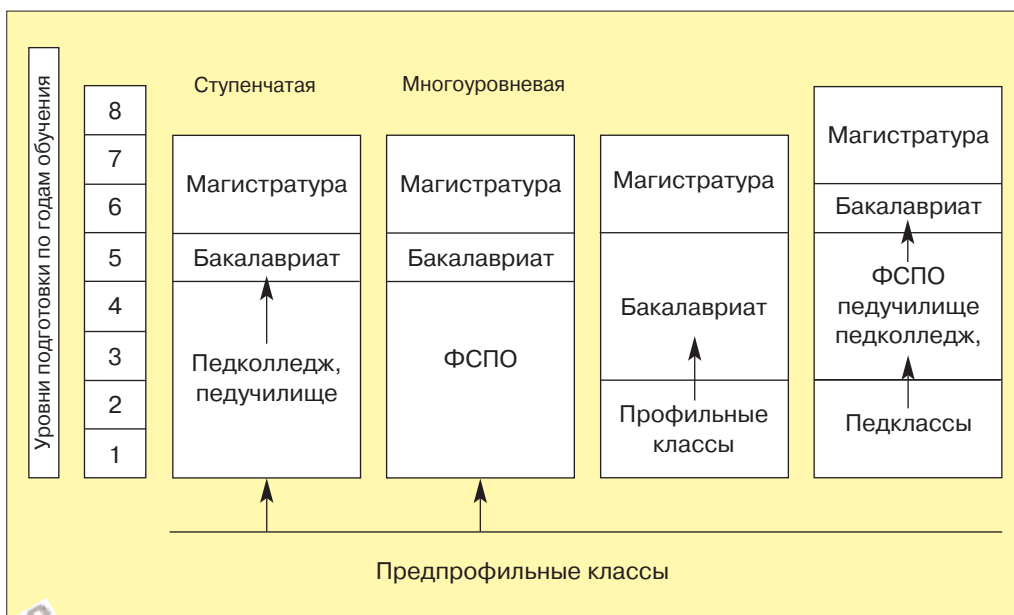 Уровни подготовки по годам обучения
8
7
6
5
4
3
2
1
Ступенчатая
Магистратура
Бакалавриат
Педколледж,
педучилище
Многоуровневая
Магистратура
Бакалавриат
ФСПО
Магистратура
Бакалавриат
Профильные
классы
Магистратура
Бакалавриат
ФСПО
педучилище
педколледж,
Педклассы
Предпрофильные классы